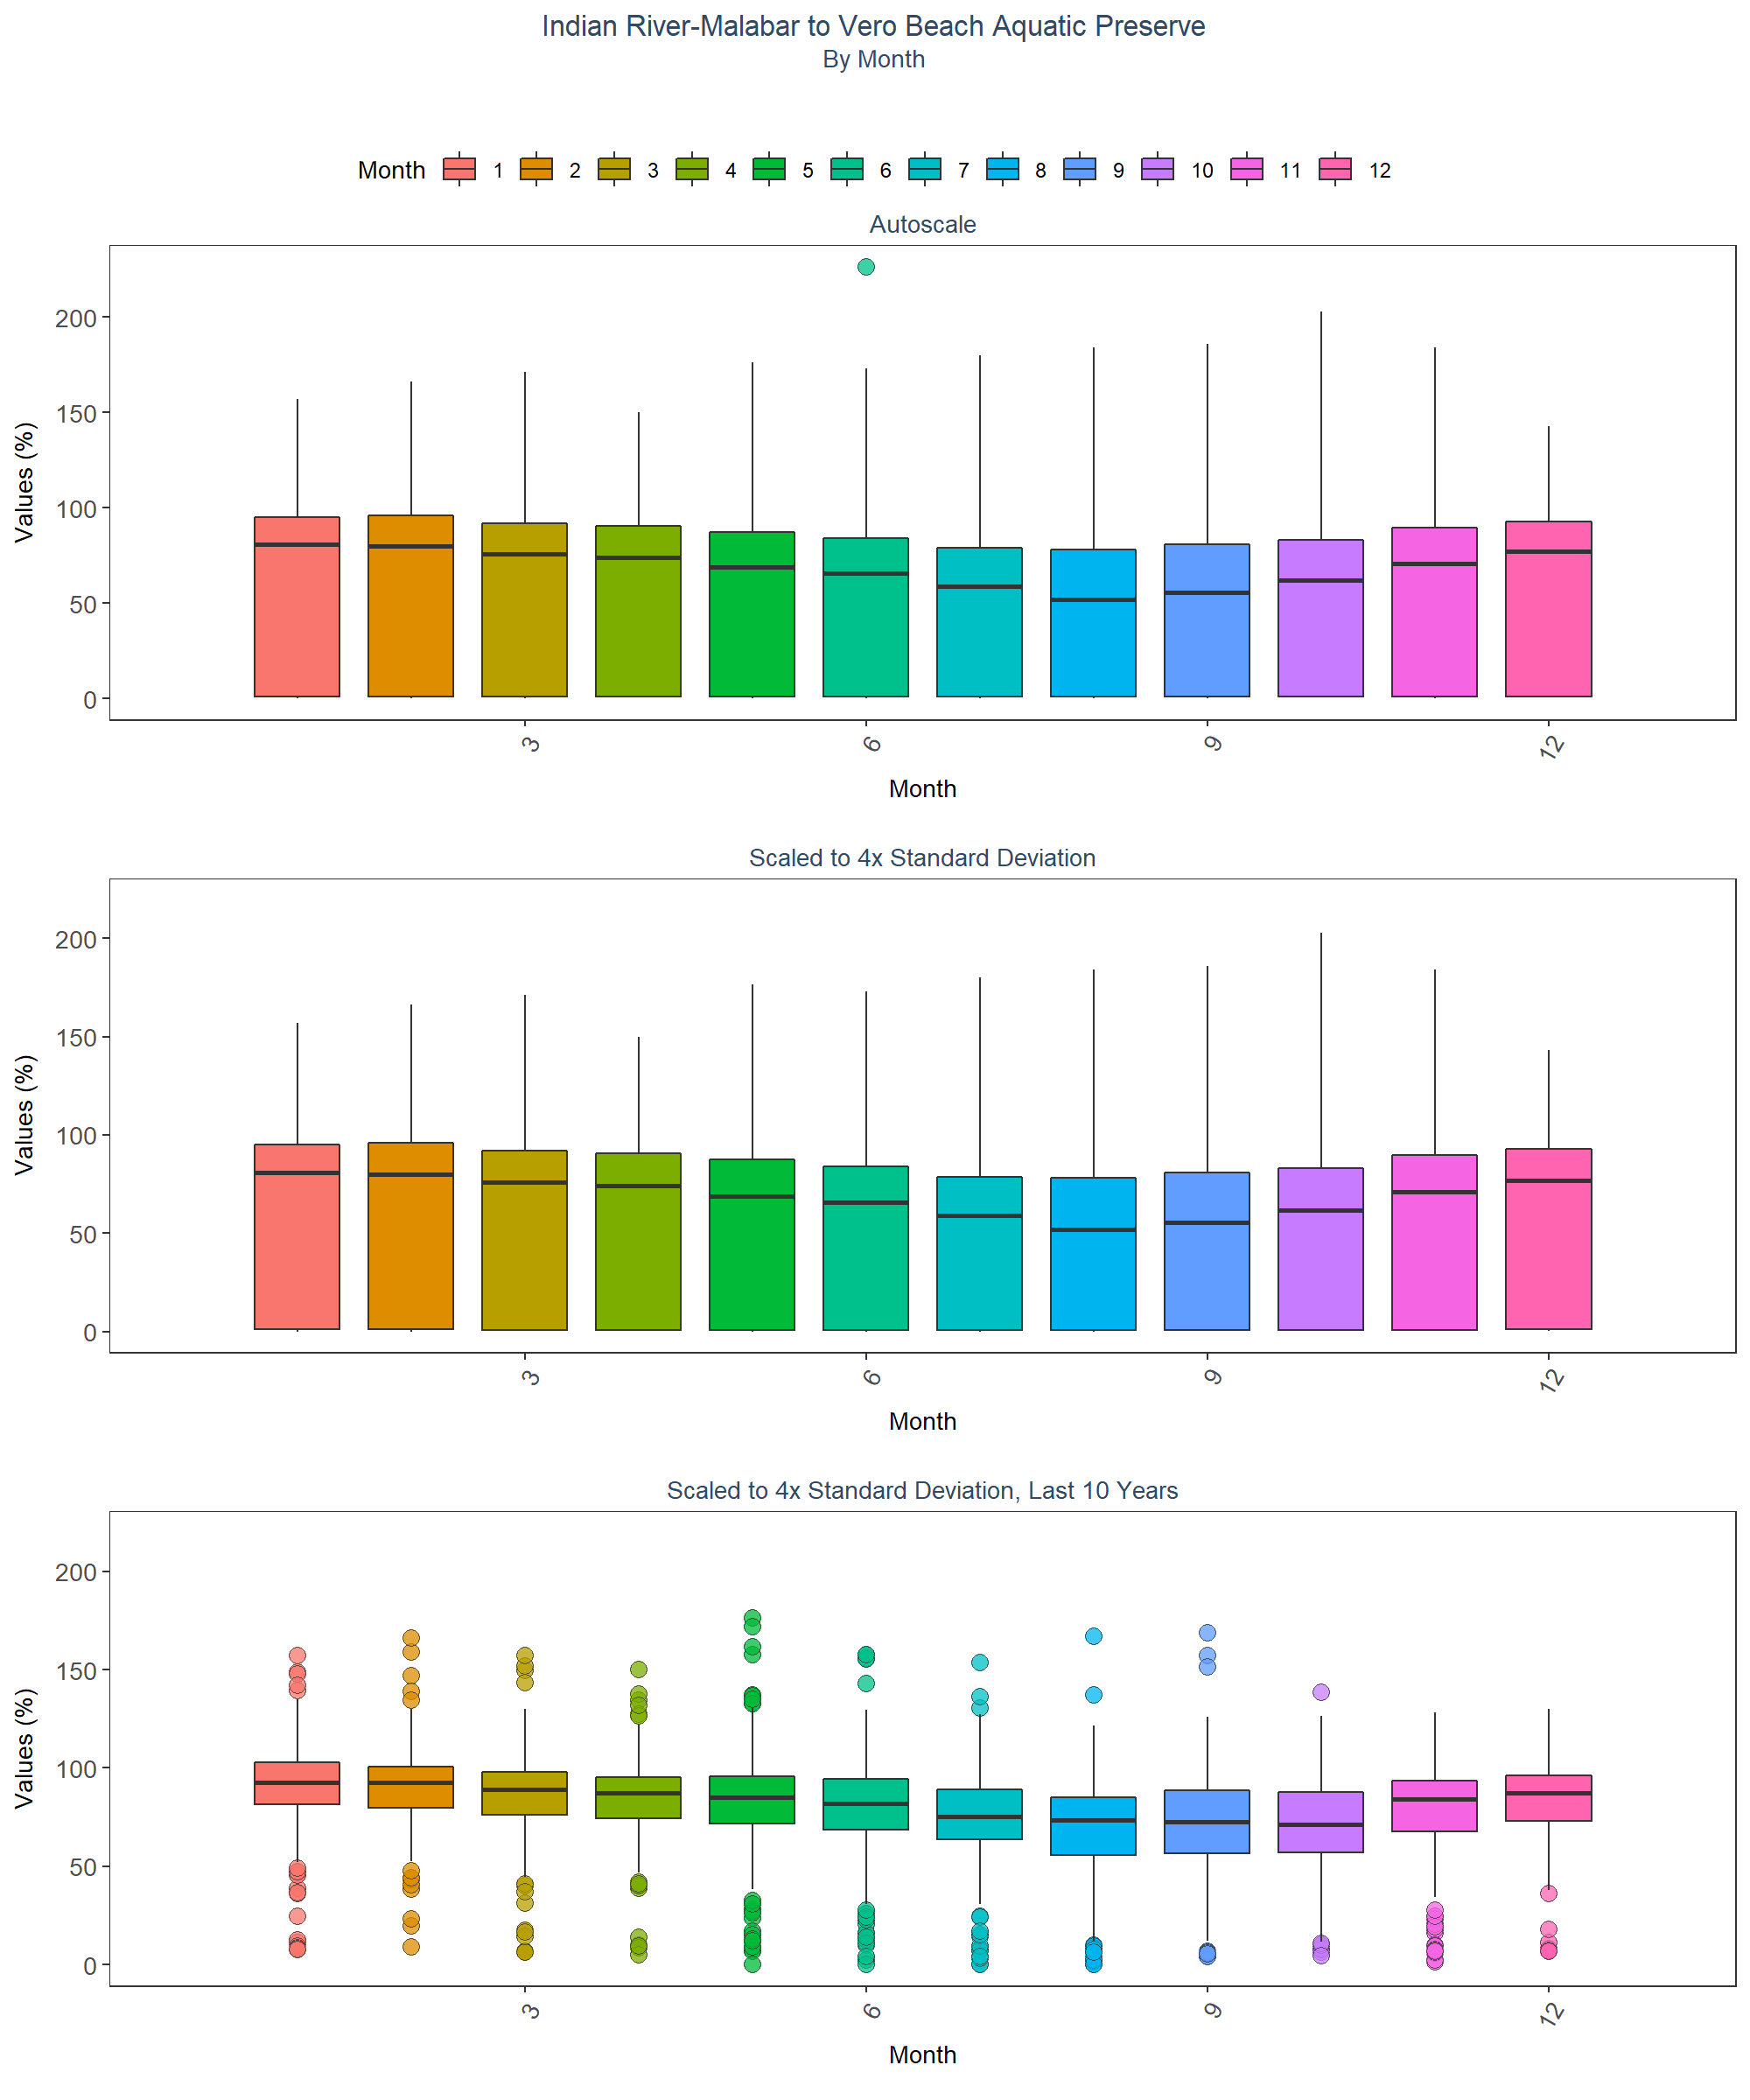 Indian River-Malabar to Vero Beach Aquatic Preserve
By Month
Month 1 2 3 4 5 6 7 8 9 10 11 12
Autoscale
Values (%)
200
150
100
50
0
3 6 9 12
Month
Scaled to 4x Standard Deviation
Values (%)
200
150
100
50
0
3 6 9 12
Month
Scaled to 4x Standard Deviation, Last 10 Years
Values (%)
200
150
100
50
0
3 6 9 12
Month